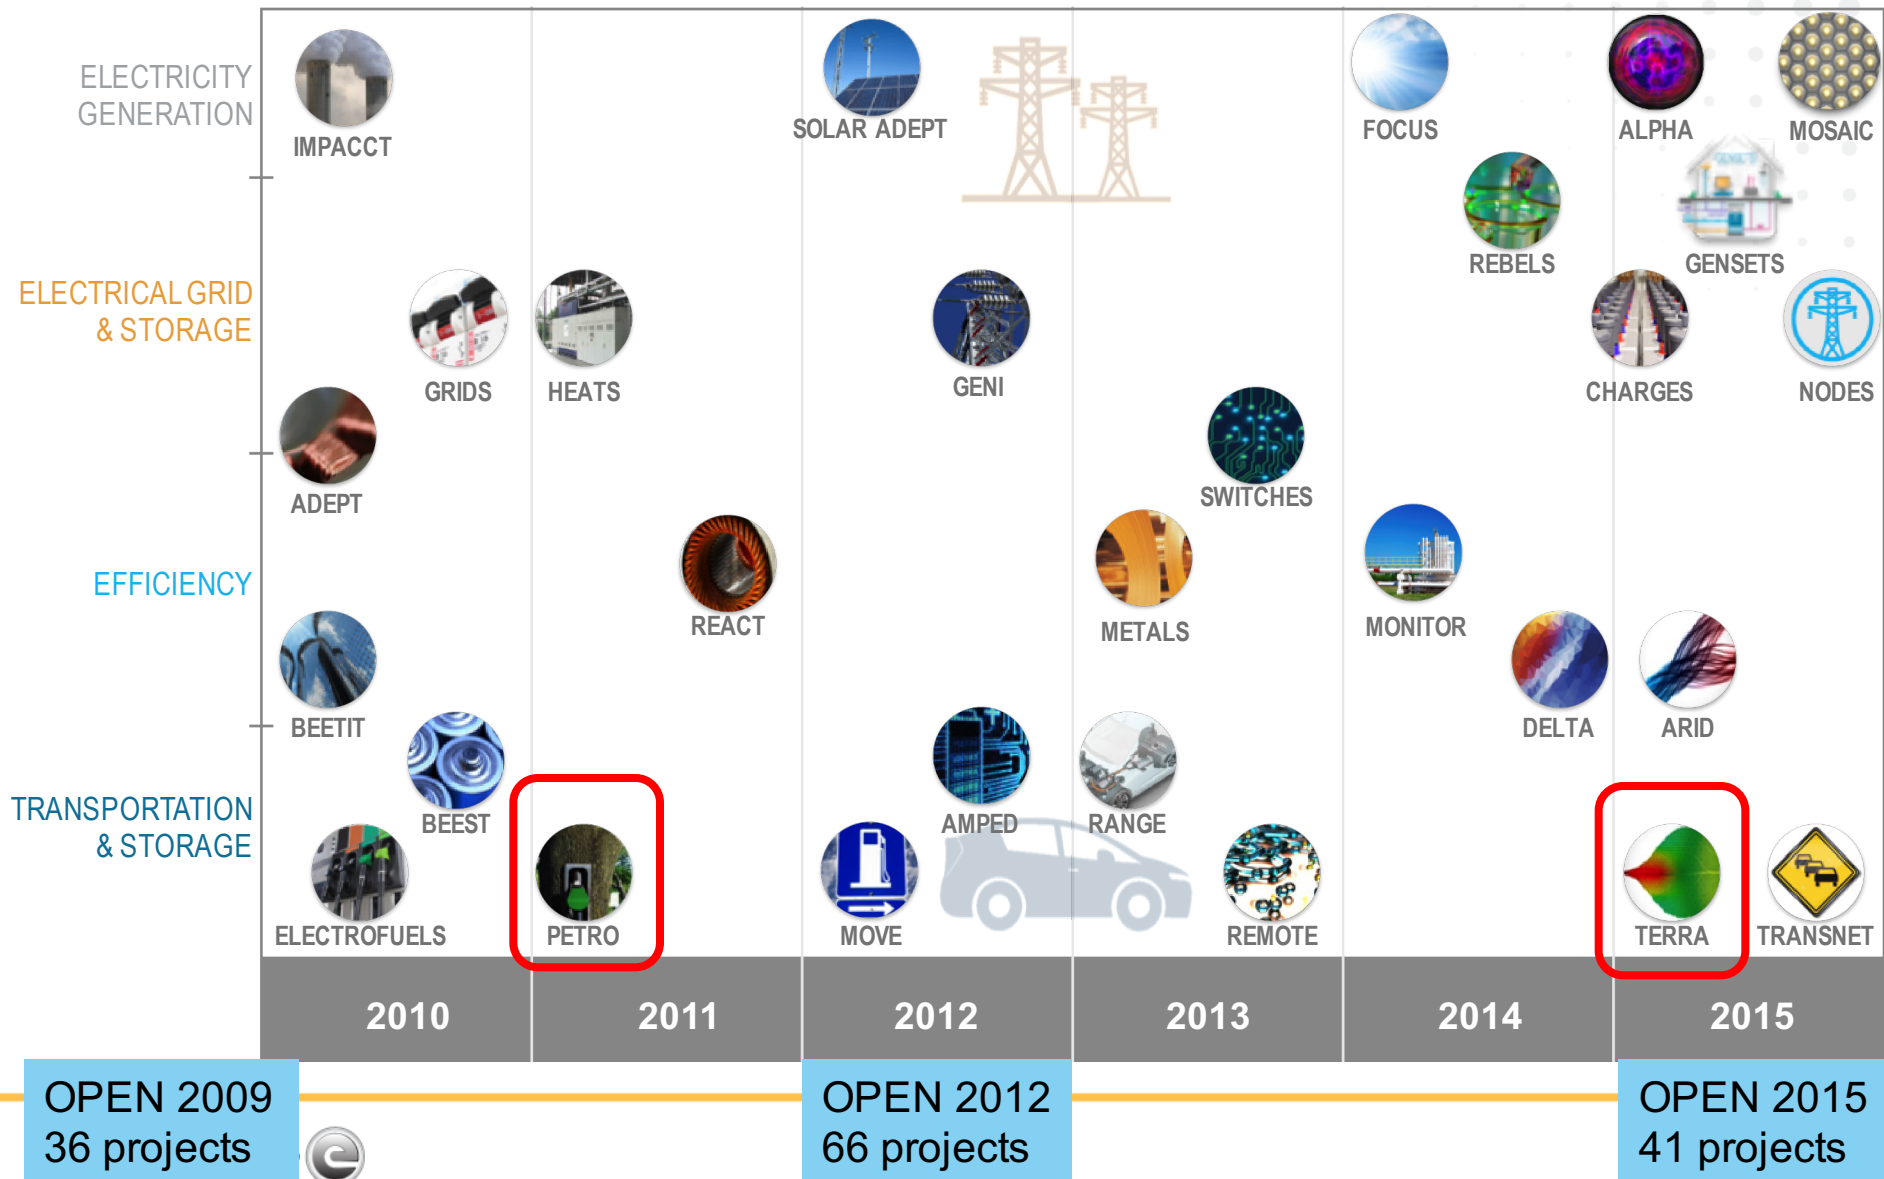 ELECTRICITY
GENERATION
IMPACCT
SOLAR ADEPT
FOCUS
ALPHA
MOSAIC
REBELS
GENSETS
ELECTRICAL GRID
& STORAGE
GRIDS
HEATS
GENI
CHARGES
NODES
ADEPT
SWITCHES
EFFICIENCY
REACT
METALS
MONITOR
BEETIT
DELTA
ARID
TRANSPORTATION
& STORAGE
BEEST
AMPED
RANGE
ELECTROFUELS
PETRO
MOVE
REMOTE
TERRA
TRANSNET
2010
2011
2012
2013
2014
2015
OPEN 2009
36 projects
OPEN 2012
66 projects
OPEN 2015
41 projects